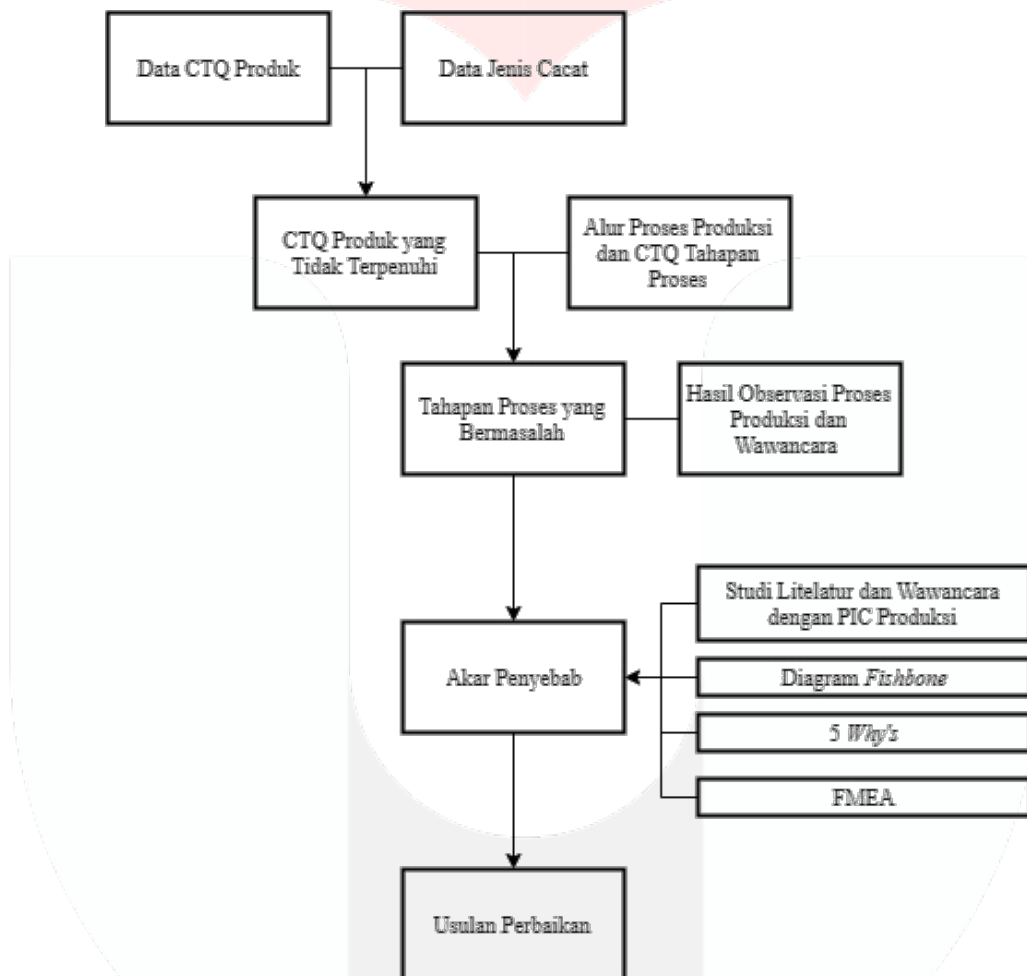 Data CTQ Produk
Data Jenis Cacat
CTQ Produk yang
Tidak Terpenuhi
Alur Proses Produksi
dan CTQ Tahapan
Proses
Tahapan Proses yang
Bermasalah
Hasil Observasi Proses
Produksi dan
Wawancara
Studi Litelatur dan Wawancara
dengan PIC Produksi
Akar Penyebab
Diagram Fishbone
5 Why's
FMEA
Usulan Perbaikan